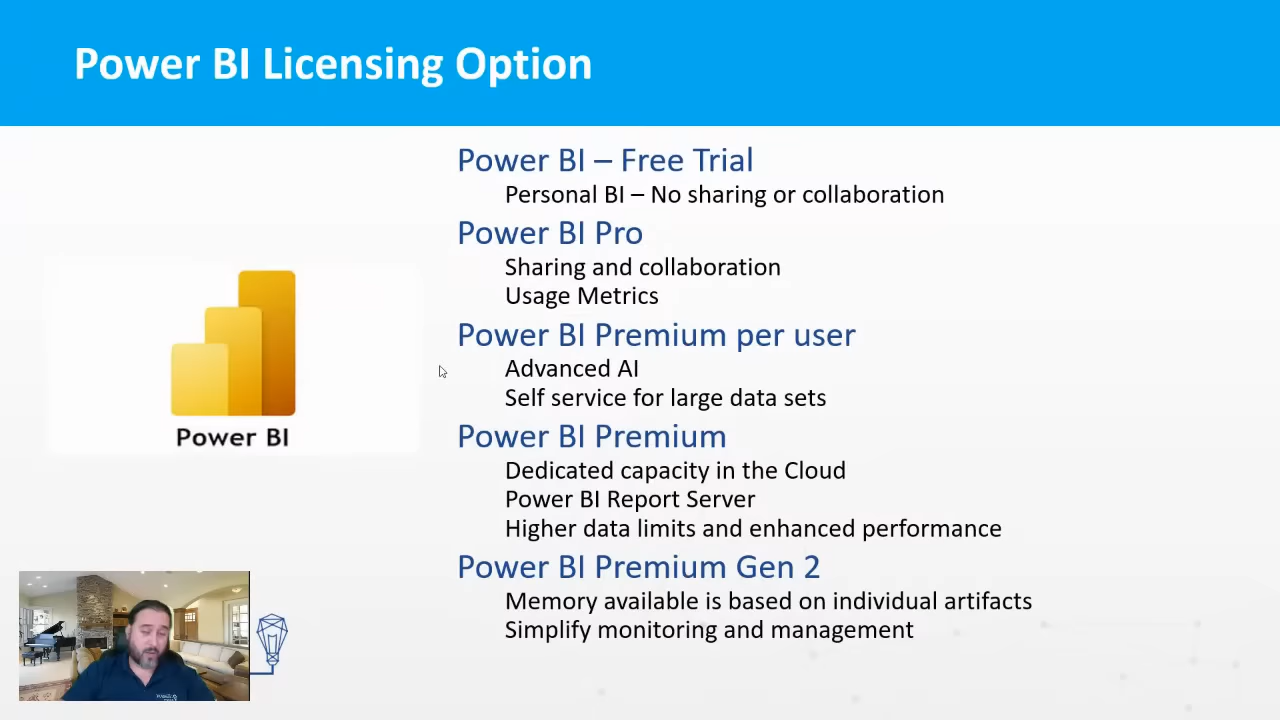 Power BI Licensing Option
Power BI – Free Trial
Personal BI – No sharing or collaboration
Power BI Pro
Sharing and collaboration
Usage Metrics
Power BI Premium per user
Advanced AI
Self service for large data sets
Power BI Premium
Dedicated capacity in the Cloud
Power BI Report Server
Higher data limits and enhanced performance
Power BI Premium Gen 2
Memory available is based on individual artifacts
Simplify monitoring and management
Power BI